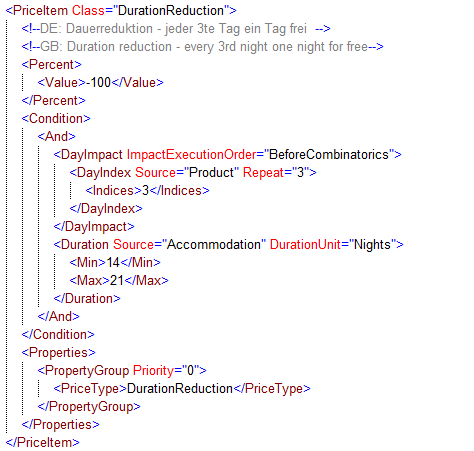 <PriceItem Class="DurationReduction">
<!--DE: Dauerreduktion - jeder 3te Tag ein Tag frei  -->
<!--GB: Duration reduction - every 3rd night one night for free-->
<Percent>
<Value>-100</Value>
</Percent>
<Condition>
<And>
<DayImpact ImpactExecutionOrder="BeforeCombinatorics">
<DayIndex Source="Product" Repeat="3">
<Indices>3</Indices>
</DayIndex>
</DayImpact>
<Duration Source="Accommodation" DurationUnit="Nights">
<Min>14</Min>
<Max>21</Max>
</Duration>
</And>
</Condition>
<Properties>
<PropertyGroup Priority="0">
<PriceType>DurationReduction</PriceType>
</PropertyGroup>
</Properties>
</PriceItem>